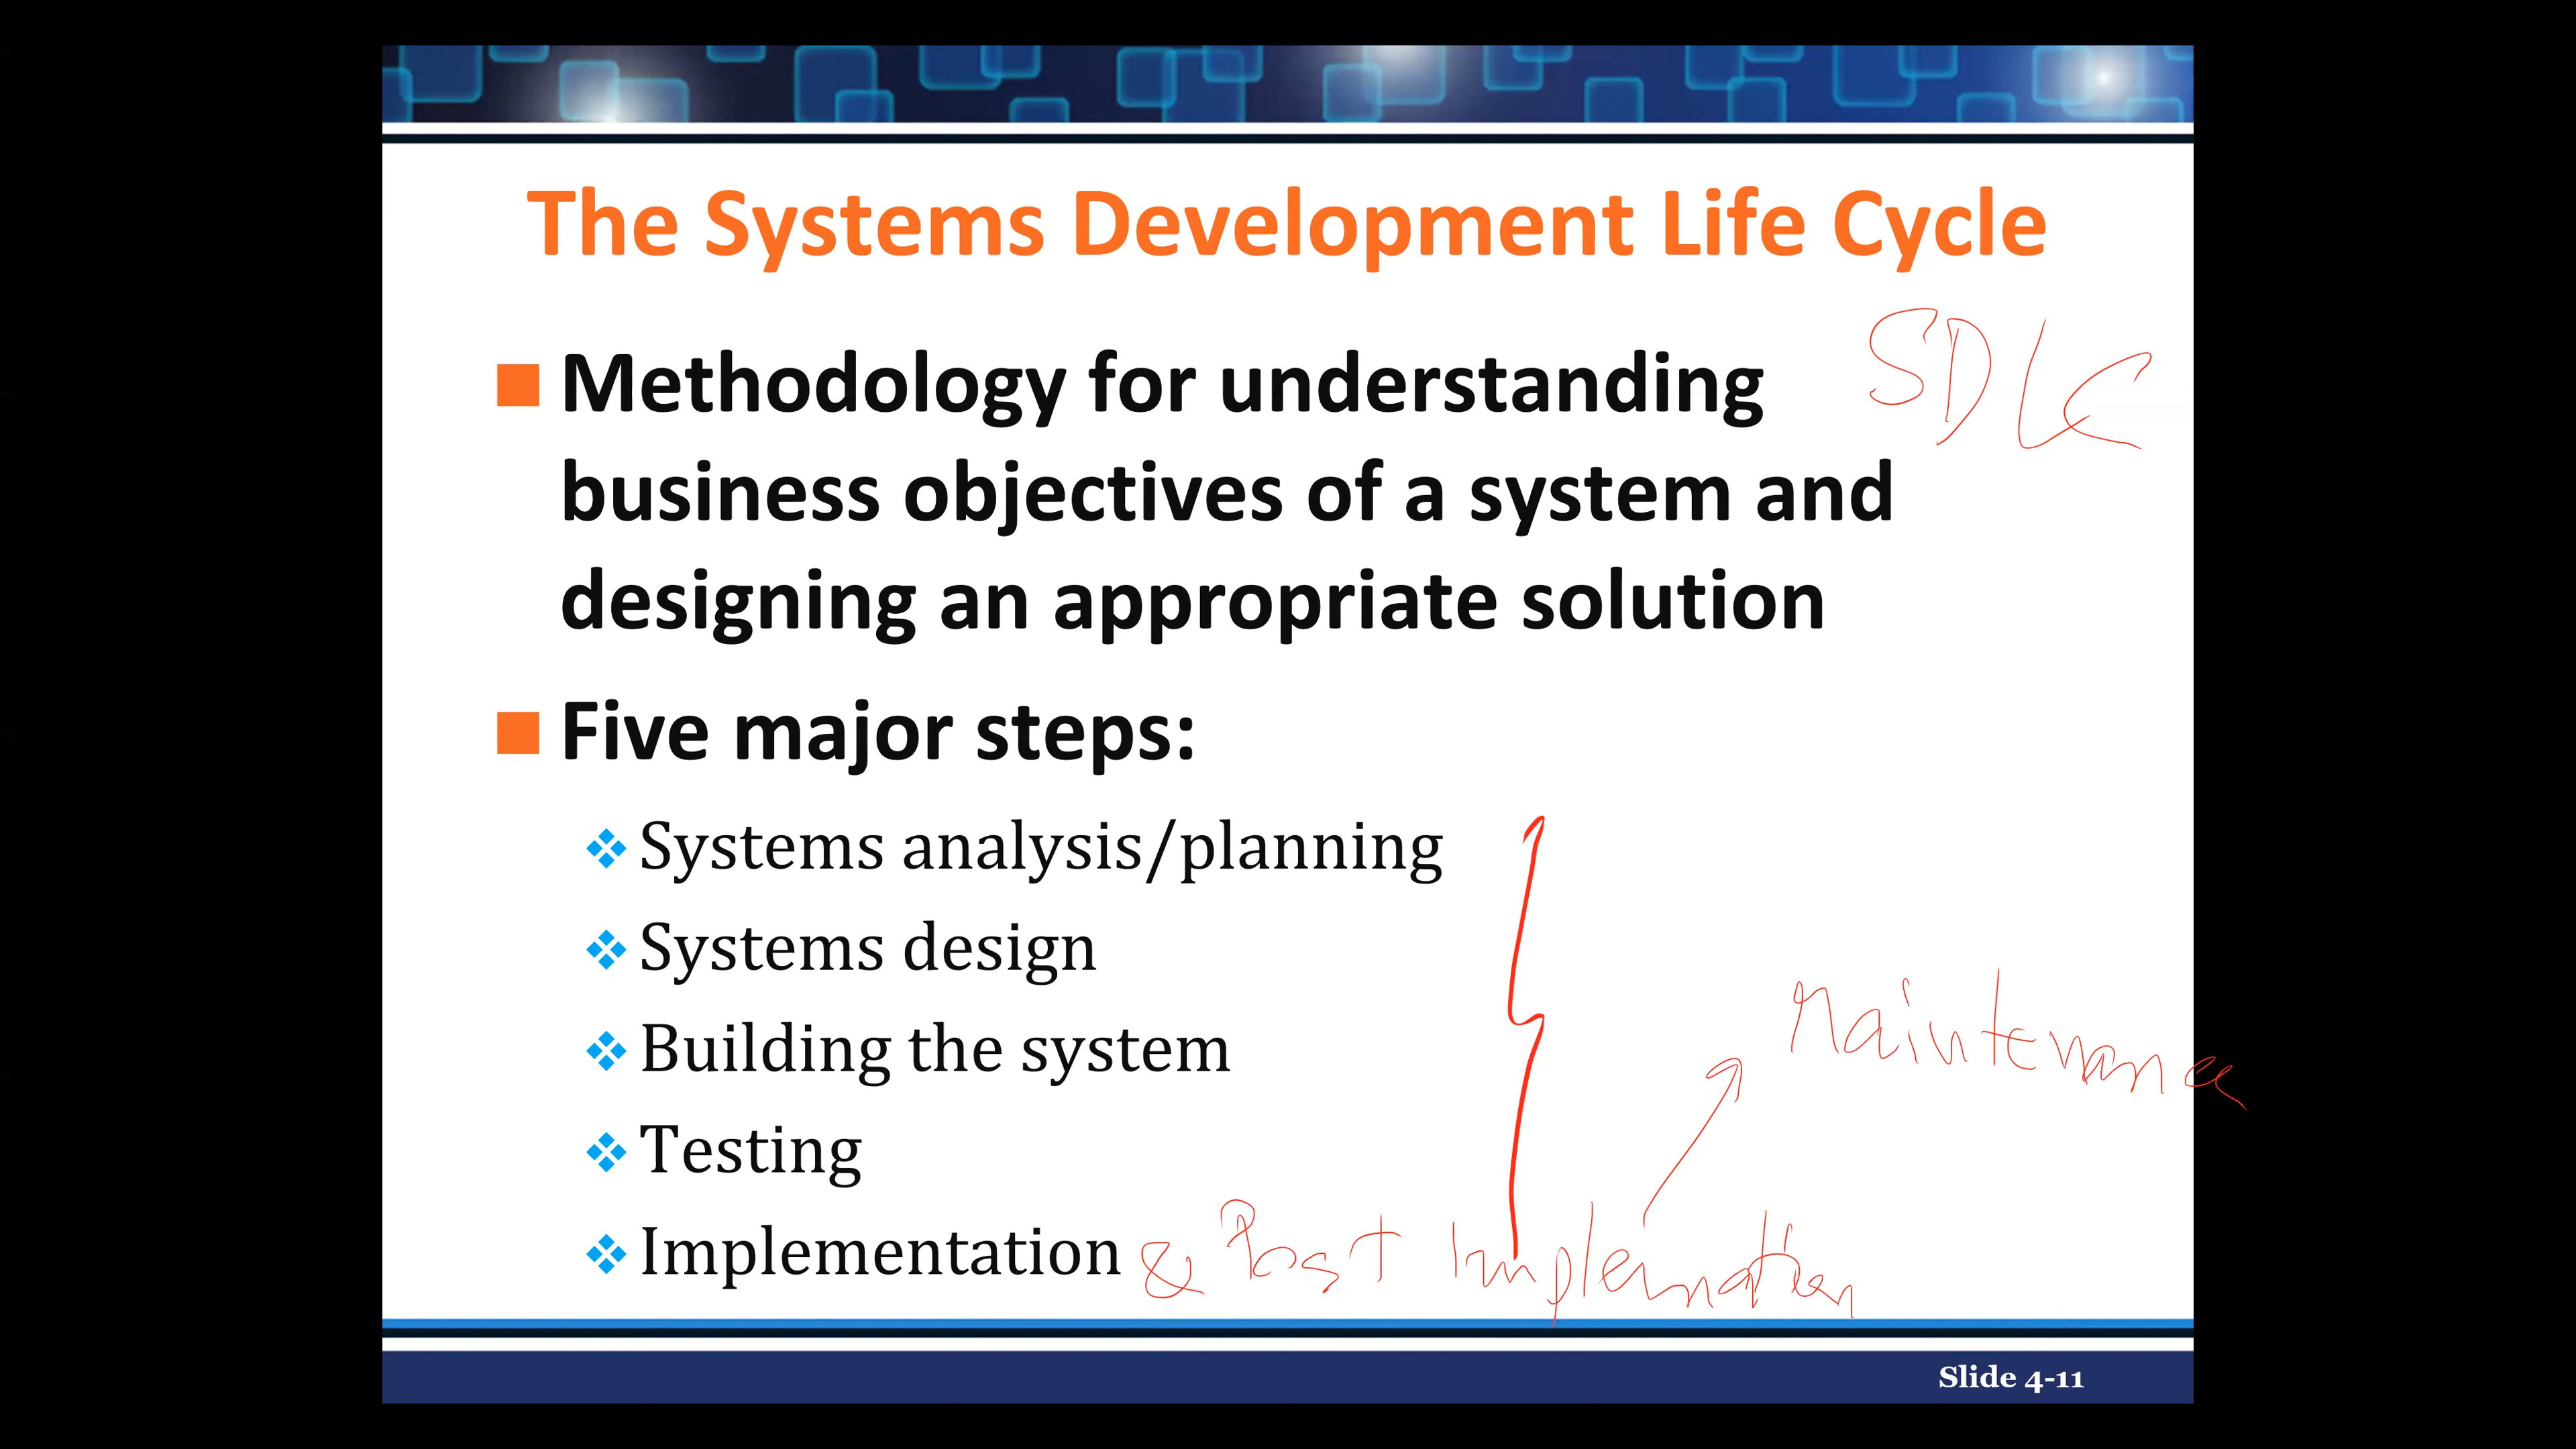 The Systems Development Life Cycle
SDLC
Methodology for understanding
business objectives of a system and
designing an appropriate solution
Five major steps:
Systems analysis/planning
Systems design
Building the system
Maintenance
Testing
Implementation & Post Implemation
Slide 4-11